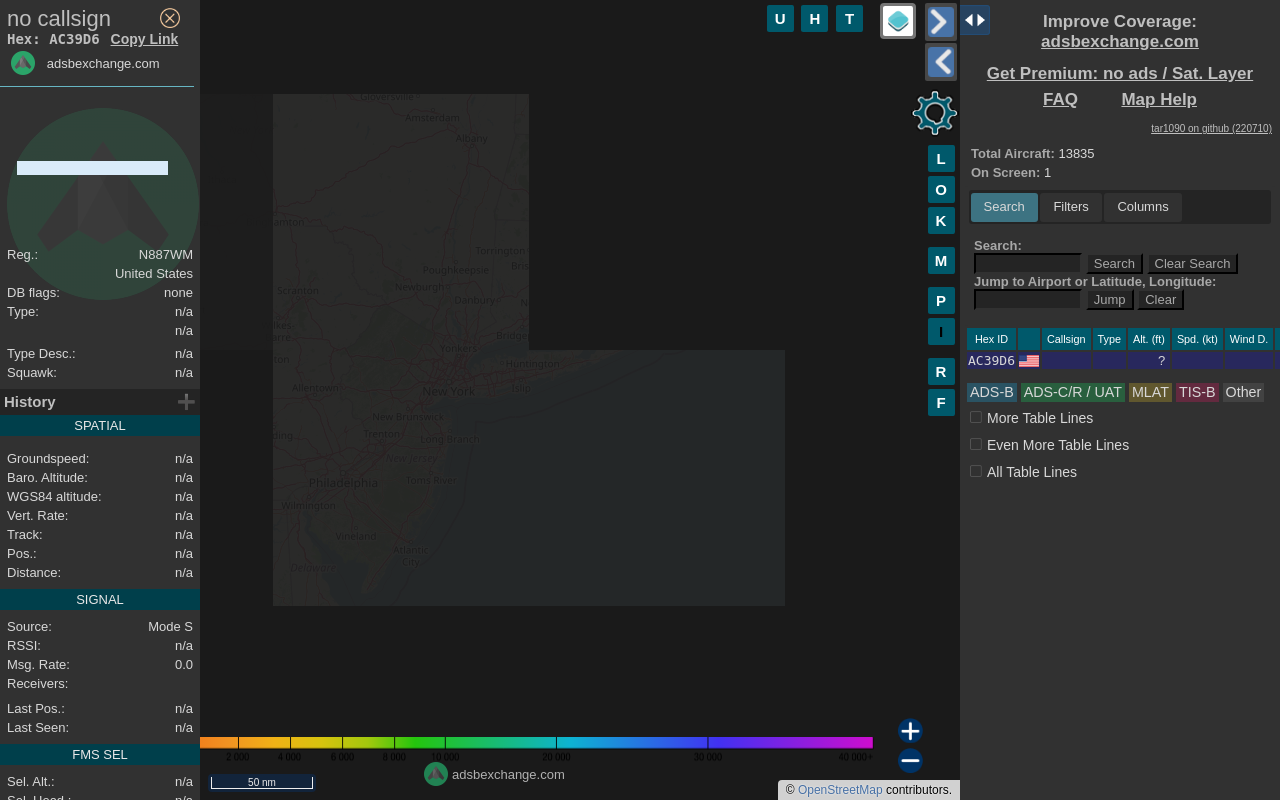 no callsign
Hex: AC39D6 Copy Link
adsbexchange.com
Reg.: N887WM
United States
DB flags: none
Type: n/a
n/a
Type Desc.: n/a
Squawk: n/a
History
SPATIAL
Groundspeed: n/a
Baro. Altitude: n/a
WGS84 altitude: n/a
Vert. Rate: n/a
Track: n/a
Pos.: n/a
Distance: n/a
SIGNAL
Source: Mode S
RSSI: n/a
Msg. Rate: 0.0
Receivers:
Last Pos.: n/a
Last Seen: n/a
FMS SEL
Sel. Alt.: n/a
Sel. Head.: n/a
U H T
L
O
K
M
P
I
R
F
Gloversville
Amsterdam
Albany
Torrington
Poughkeepsie
Scranton
Newburgh
Danbury
Yonkers
Huntington
Allentown
New York
Islip
New Brunswick
Trenton
Long Branch
New Jersey
Philadelphia
Toms River
Wilmington
Vineland
Atlantic
City
Delaware
2 000 4 000 6 000 8 000 10 000 20 000 30 000 40 000+
adsbexchange.com
50 nm
© OpenStreetMap contributors.
Improve Coverage:
adsbexchange.com
Get Premium: no ads / Sat. Layer
FAQ Map Help
tar1090 on github (220710)
Total Aircraft: 13835
On Screen: 1
Search Filters Columns
Search:
Search Clear Search
Jump to Airport or Latitude, Longitude:
Jump Clear
Hex ID Callsign Type Alt. (ft) Spd. (kt) Wind D.
AC39D6 ?
ADS-B ADS-C/R / UAT MLAT TIS-B Other
More Table Lines
Even More Table Lines
All Table Lines